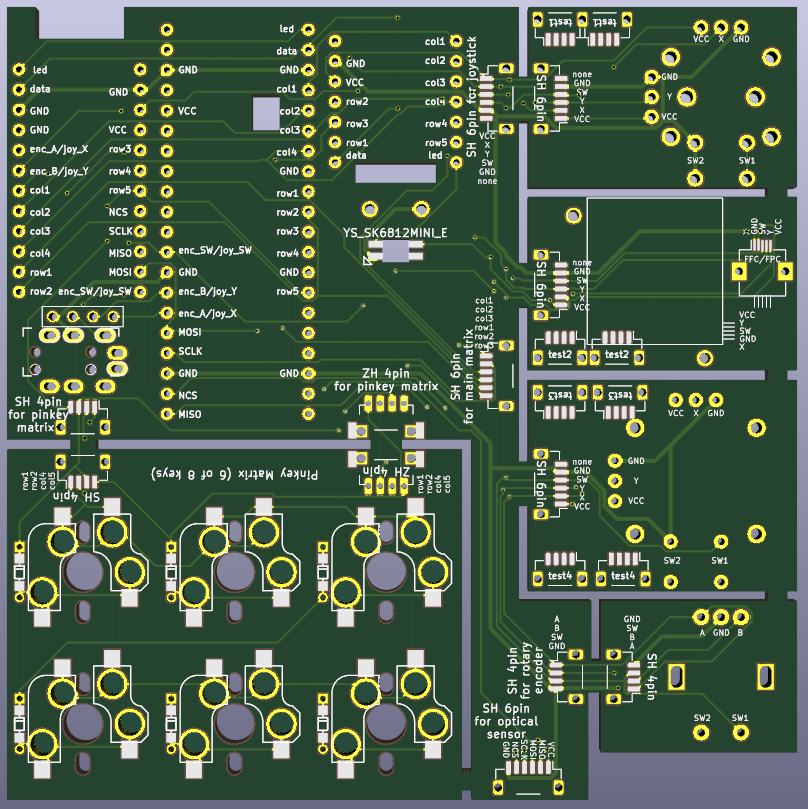 led
data
GND
GND
enc_A/joy_X
enc_B/joy_Y
col1
col2
col3
col4
row1
row2
enc_SW/joy_SW
GND
VCC
row3
row4
row5
NCS
SCLK
MISO
MOSI
GND
VCC
enc_SW/joy_SW
GND
enc_B/joy_Y
enc_A/joy_X
MOSI
SCLK
GND
NCS
MISO
led
data
GND
col1
col2
col3
col4
GND
row1
row2
row3
row4
GND
row5
GND
GND
VCC
row2
row3
row1
data
col1
col2
col3
col4
row4
row5
led
SH 6pin
for joystick
VCC
X
Y
SW
GND
none
YS_SK6812MINI_E
col1
col2
col3
row1
row2
SH 6pin
for main matrix
ZH 4pin
for pinkey matrix
SH 4pin
for pinkey
matrix
row1
row2
col4
col5
SH 4pin
Pinkey Matrix (6 of 8 keys)
ZH 4pin
row1
row2
col4
col5
test1
test1
SH 6pin
none
GND
SW
Y
X
VCC
VCC
X
GND
GND
Y
VCC
SW2
SW1
SH 6pin
none
GND
SW
Y
X
VCC
GND
SW
Y
VCC
FFC/FPC
VCC
Y
SW
GND
X
test2
test2
test3
test3
VCC
X
GND
SH 6pin
none
GND
SW
Y
X
VCC
GND
Y
VCC
SW2
SW1
test4
test4
A
B
SW
GND
SH 4pin
for rotary
encoder
GND
SW
B
A
SH 4pin
A
GND
B
SW2
SW1
SH 6pin
for optical
sensor
GND
NCS
SCLK
MOSI
MISO
VCC